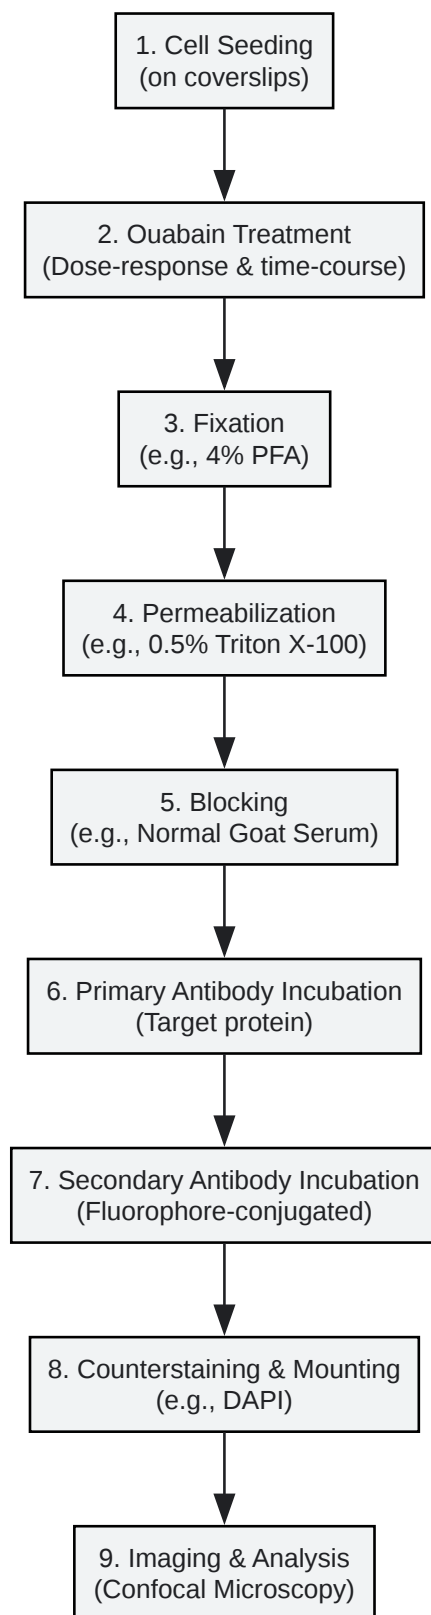 1. Cell Seeding
(on coverslips)
2. Ouabain Treatment
(Dose-response & time-course)
3. Fixation
(e.g., 4% PFA)
4. Permeabilization
(e.g., 0.5% Triton X-100)
5. Blocking
(e.g., Normal Goat Serum)
6. Primary Antibody Incubation
(Target protein)
7. Secondary Antibody Incubation
(Fluorophore-conjugated)
8. Counterstaining & Mounting
(e.g., DAPI)
9. Imaging & Analysis
(Confocal Microscopy)